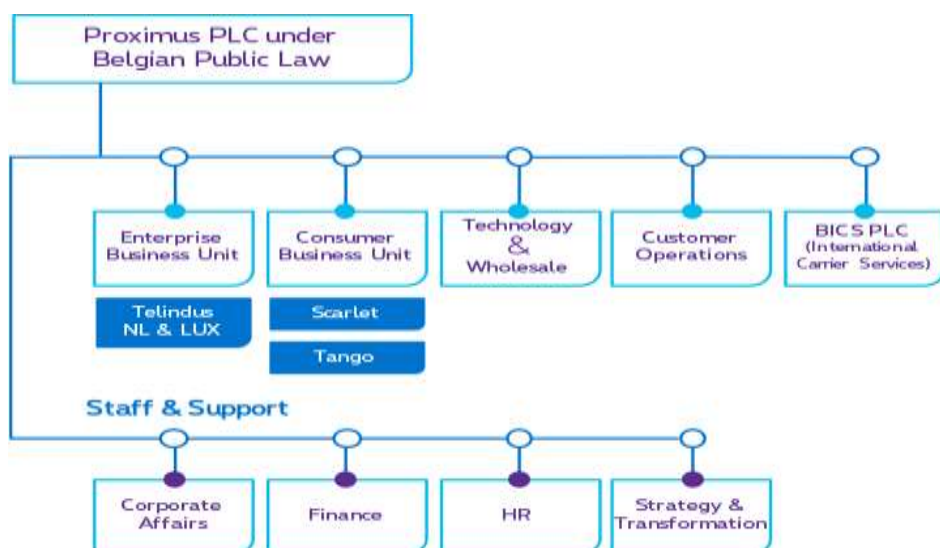 Proximus PLC under
Belgian Public Law
Enterprise
Business Unit
Consumer
Business Unit
Technology
&
Wholesale
Customer
Operations
BICS PLC
(International
Carrier Services)
Telindus
NL & LUX
Scarlet
Tango
Staff & Support
Corporate
Affairs
Finance
HR
Strategy &
Transformation